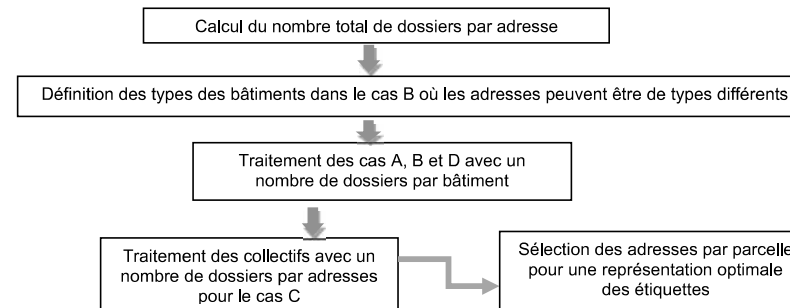 Calcul du nombre total de dossiers par adresse
Définition des types des bâtiments dans le cas B où les adresses peuvent être de types différents
Traitement des cas A, B et D avec un
nombre de dossiers par bâtiment
Traitement des collectifs avec un
nombre de dossiers par adresses
pour le cas C
Sélection des adresses par parcelle
pour une représentation optimale
des étiquettes